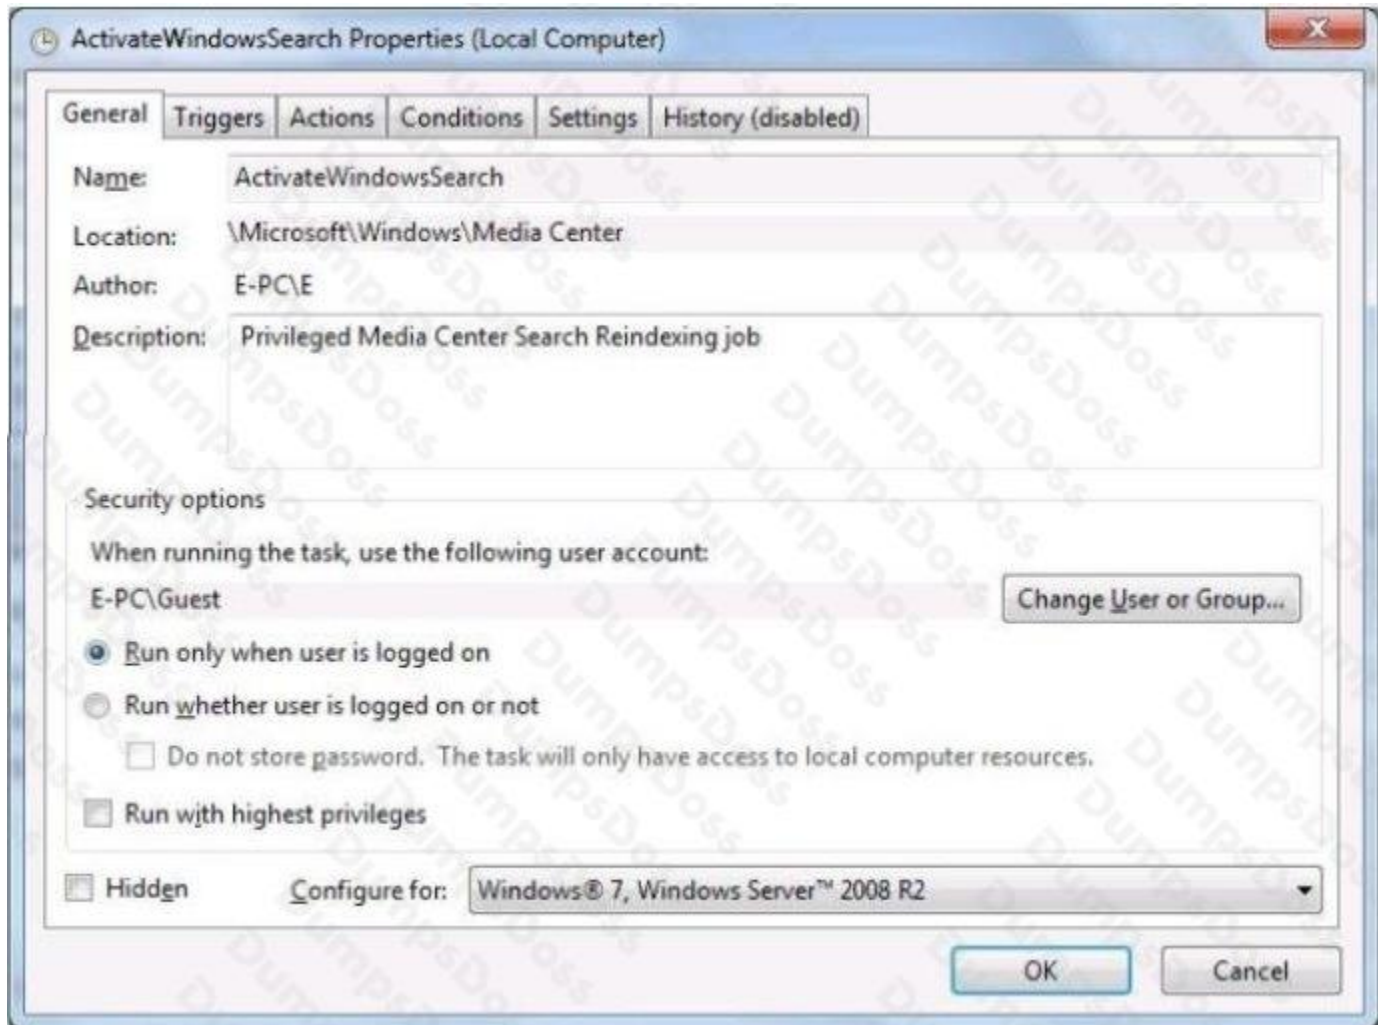 ActivateWindowsSearch Properties (Local Computer)
General Triggers Actions Conditions Settings History (disabled)
Name: ActivateWindowsSearch
Location: \Microsoft\Windows\Media Center
Author: E-PC\E
Description: Privileged Media Center Search Reindexing job
Security options
When running the task, use the following user account:
E-PC\Guest Change User or Group...
Run only when user is logged on
Run whether user is logged on or not
Do not store password. The task will only have access to local computer resources.
Run with highest privileges
Hidden Configure for: Windows® 7, Windows Server™ 2008 R2
OK Cancel
DumpsDoss